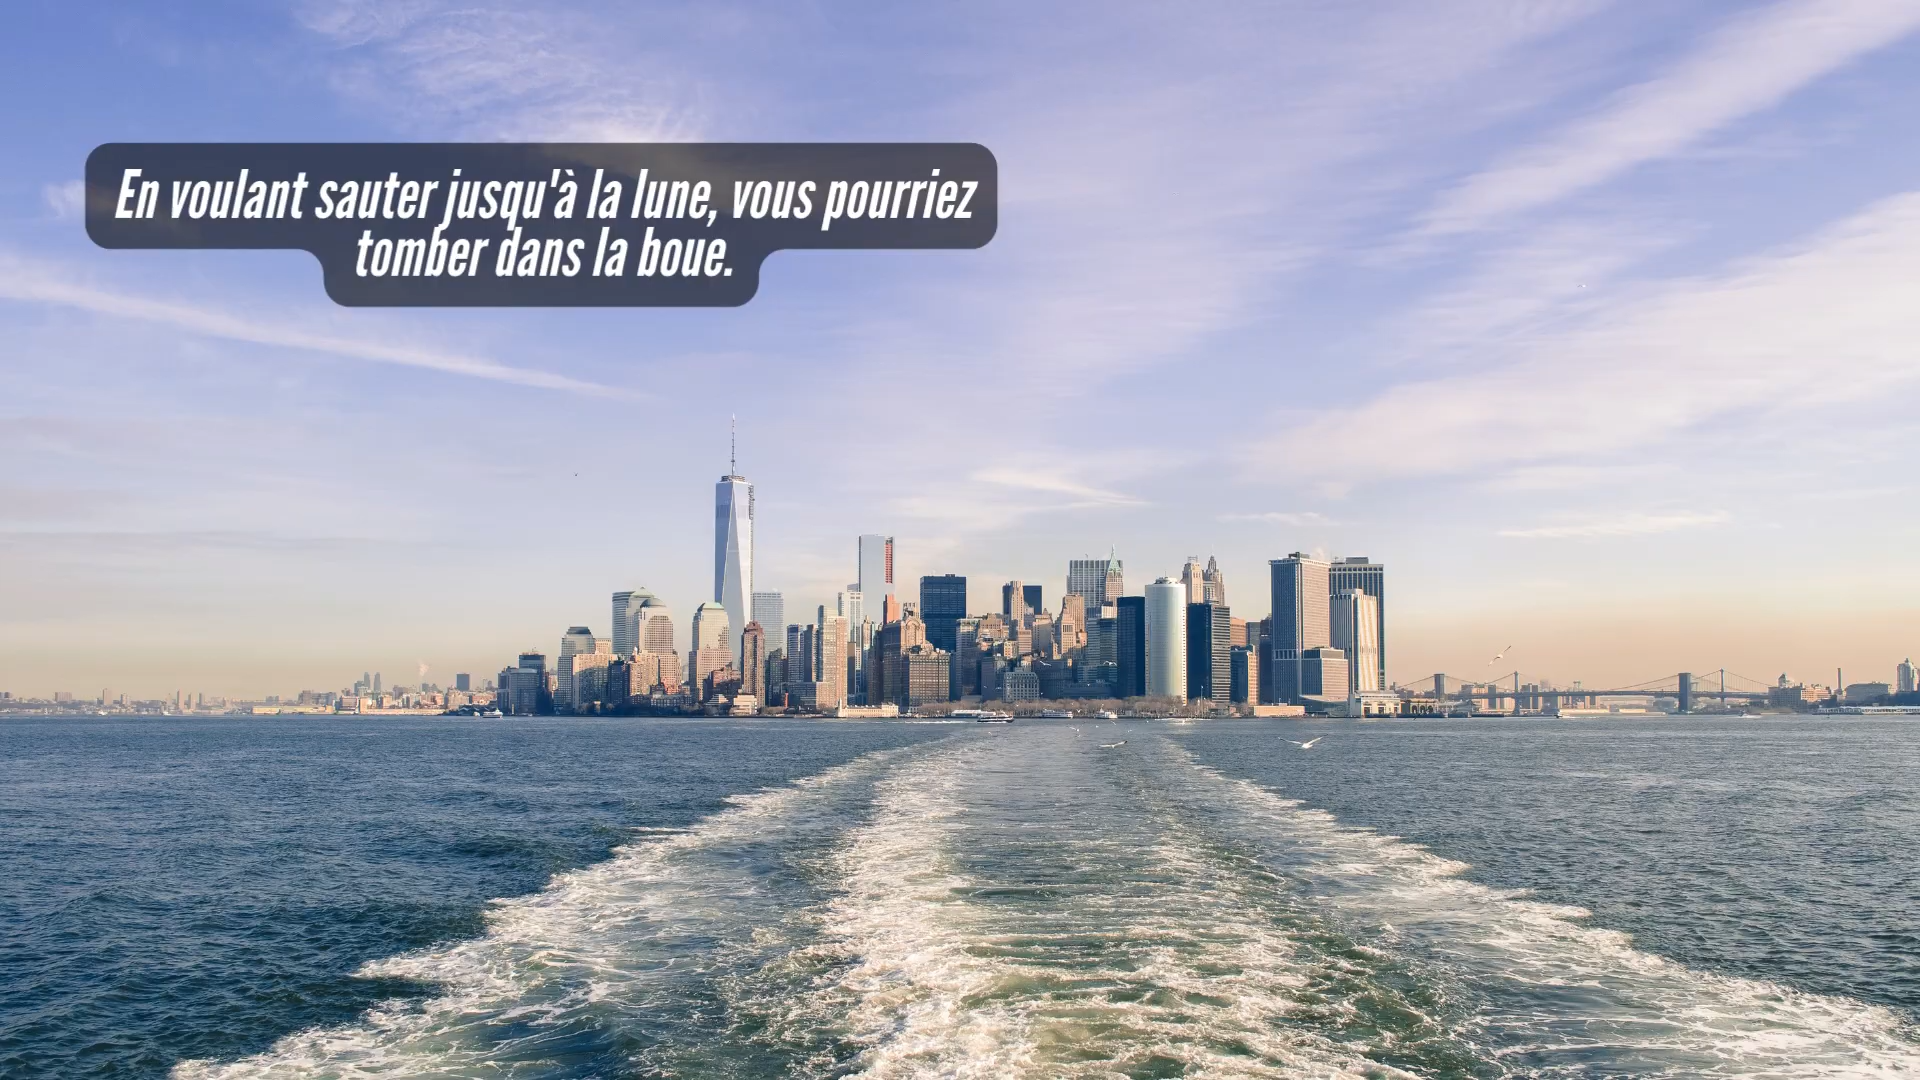 En voulant sauter jusqu'à la lune, vous pourriez
tomber dans la boue.